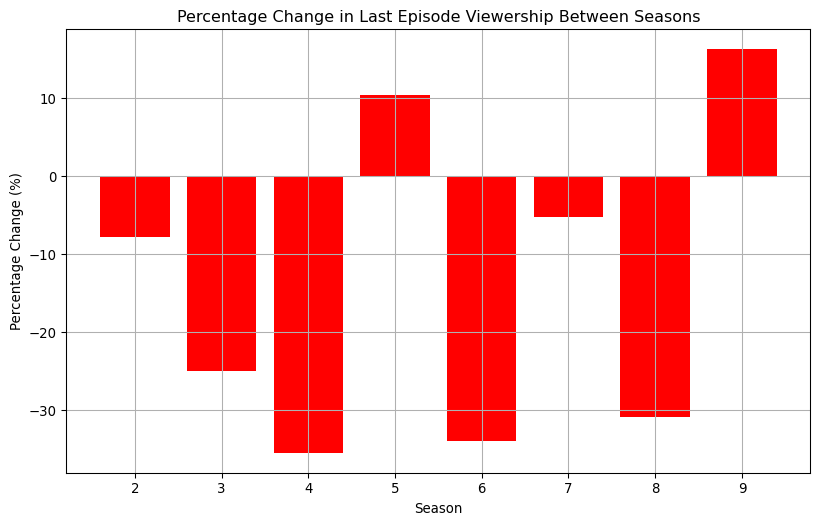 Percentage Change in Last Episode Viewership Between Seasons
Percentage Change (%)
10
0
−10
−20
−30
2 3 4 5 6 7 8 9
Season